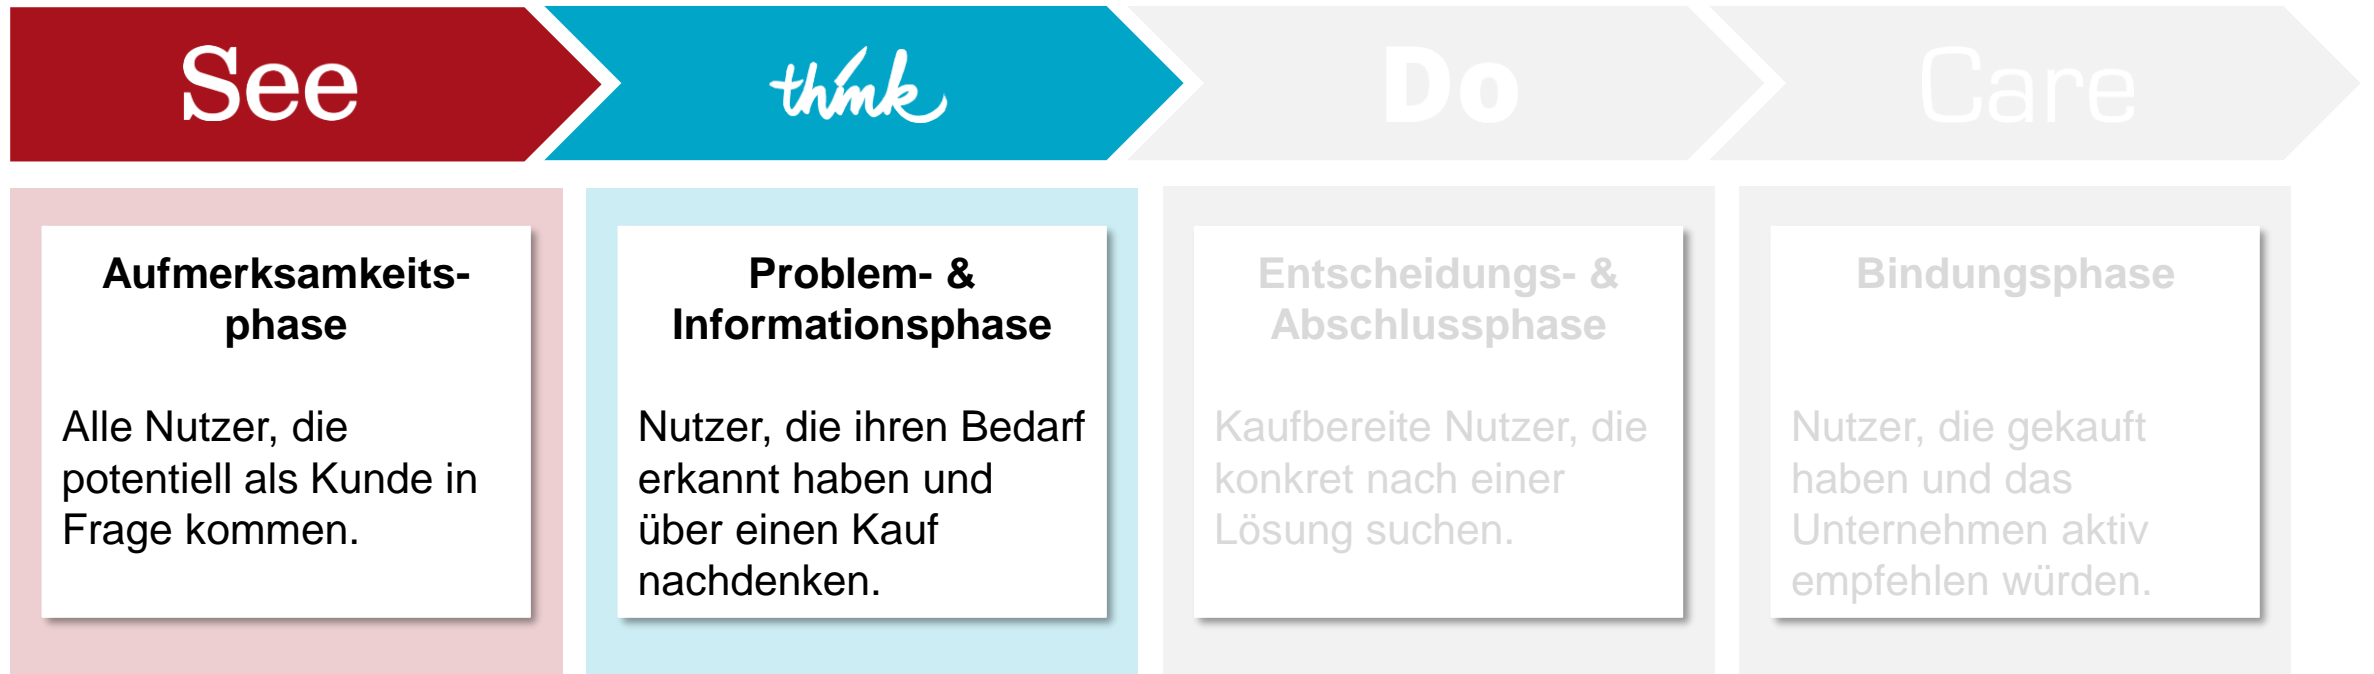 See
think
Do
Care
Aufmerksamkeits-
phase
Alle Nutzer, die
potentiell als Kunde in
Frage kommen.
Problem- &
Informationsphase
Nutzer, die ihren Bedarf
erkannt haben und
über einen Kauf
nachdenken.
Entscheidungs- &
Abschlussphase
Kaufbereite Nutzer, die
konkret nach einer
Lösung suchen.
Bindungsphase
Nutzer, die gekauft
haben und das
Unternehmen aktiv
empfehlen würden.